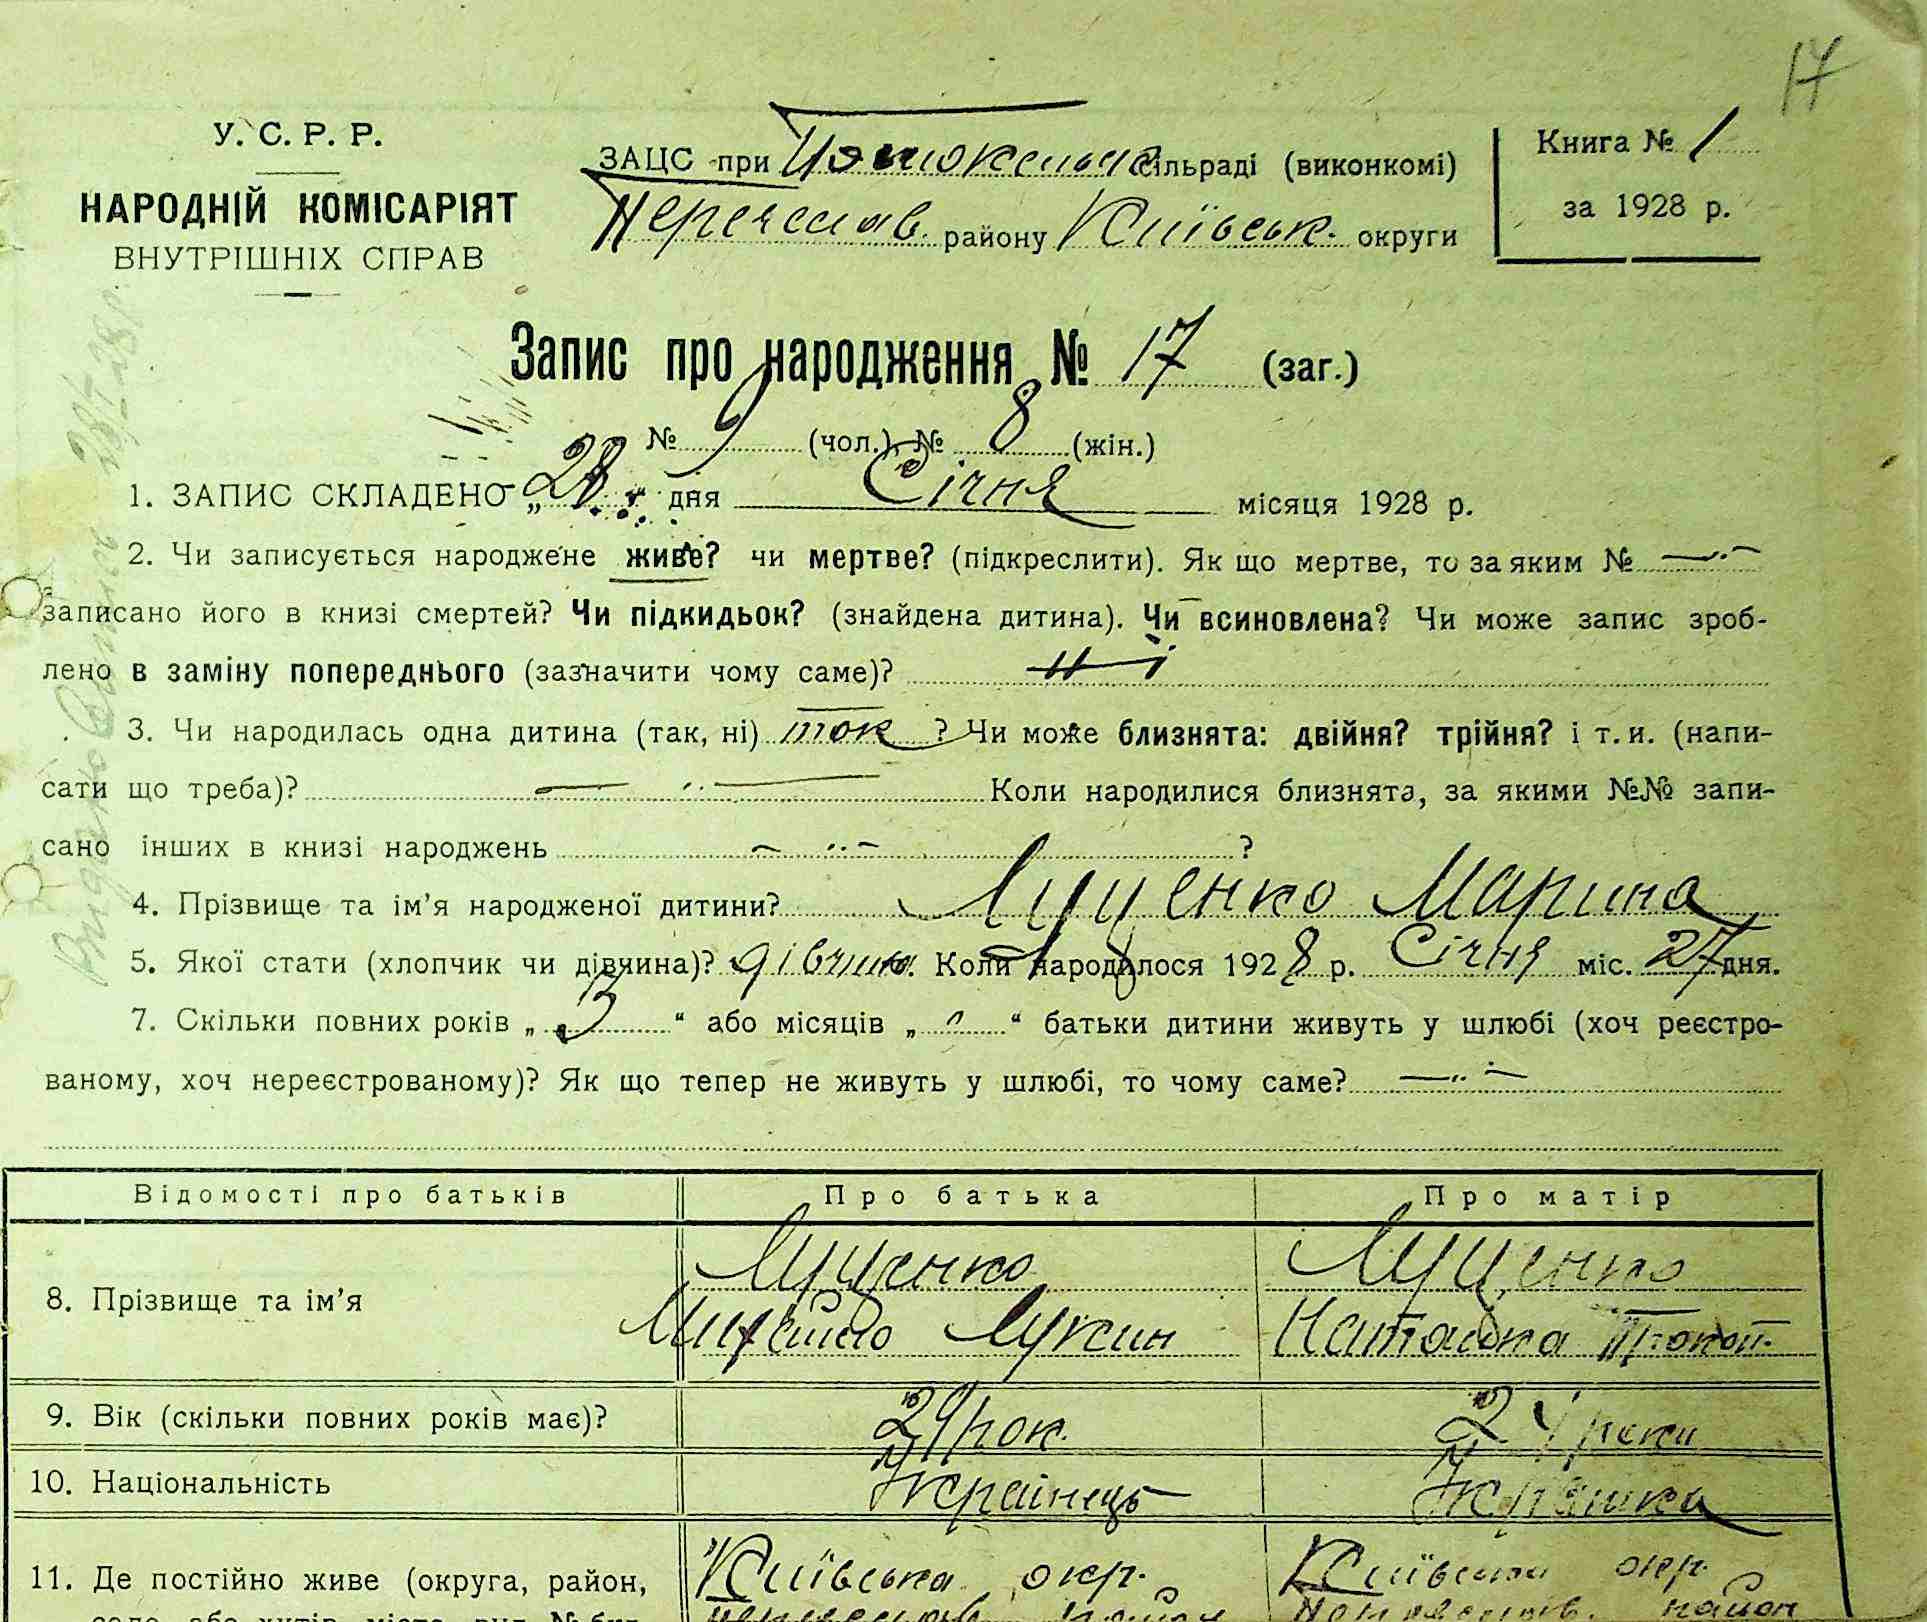 17
У. С. Р. Р.
НАРОДНІЙ КОМІСАРІЯТ
ВНУТРІШНІХ СПРАВ
ЗАЦС при сільраді (виконкомі)
Переяслав. району Київськ. округи
Книга № 1
за 1928 р.
Запис про народження № 17 (заг.)
№ 9 (чол.) № 8 (жін.)
1. ЗАПИС СКЛАДЕНО „28“ дня Січня місяця 1928 р.
2. Чи записується народжене живе? чи мертве? (підкреслити). Як що мертве, то за яким №
записано його в книзі смертей? Чи підкидьок? (знайдена дитина). Чи всиновлена? Чи може запис зроб-
лено в заміну попереднього (зазначити чому саме)? ні
3. Чи народилась одна дитина (так, ні) так ? Чи може близнята: двійня? трійня? і т. и. (напи-
сати що треба)? Коли народилися близнята, за якими №№ запи-
сано інших в книзі народжень ?
4. Прізвище та ім’я народженої дитини? Луценко Марина
5. Якої стати (хлопчик чи дівчина)? дівчина. Коли народилося 1928 р. Січня міс. 27 дня.
7. Скільки повних років „ 3 “ або місяців „ “ батьки дитини живуть у шлюбі (хоч реєстро-
ваному, хоч нереєстрованому)? Як що тепер не живуть у шлюбі, то чому саме?
Відомості про батьків Про батька Про матір
8. Прізвище та ім’я Луценко Луценко
Михайло Лукин Наташка Прокоп.
9. Вік (скільки повних років має)? 24 рок. 24 роки
10. Національність Українець Українка
11. Де постійно живе (округа, район, Київська окр. Київська окр.
район район